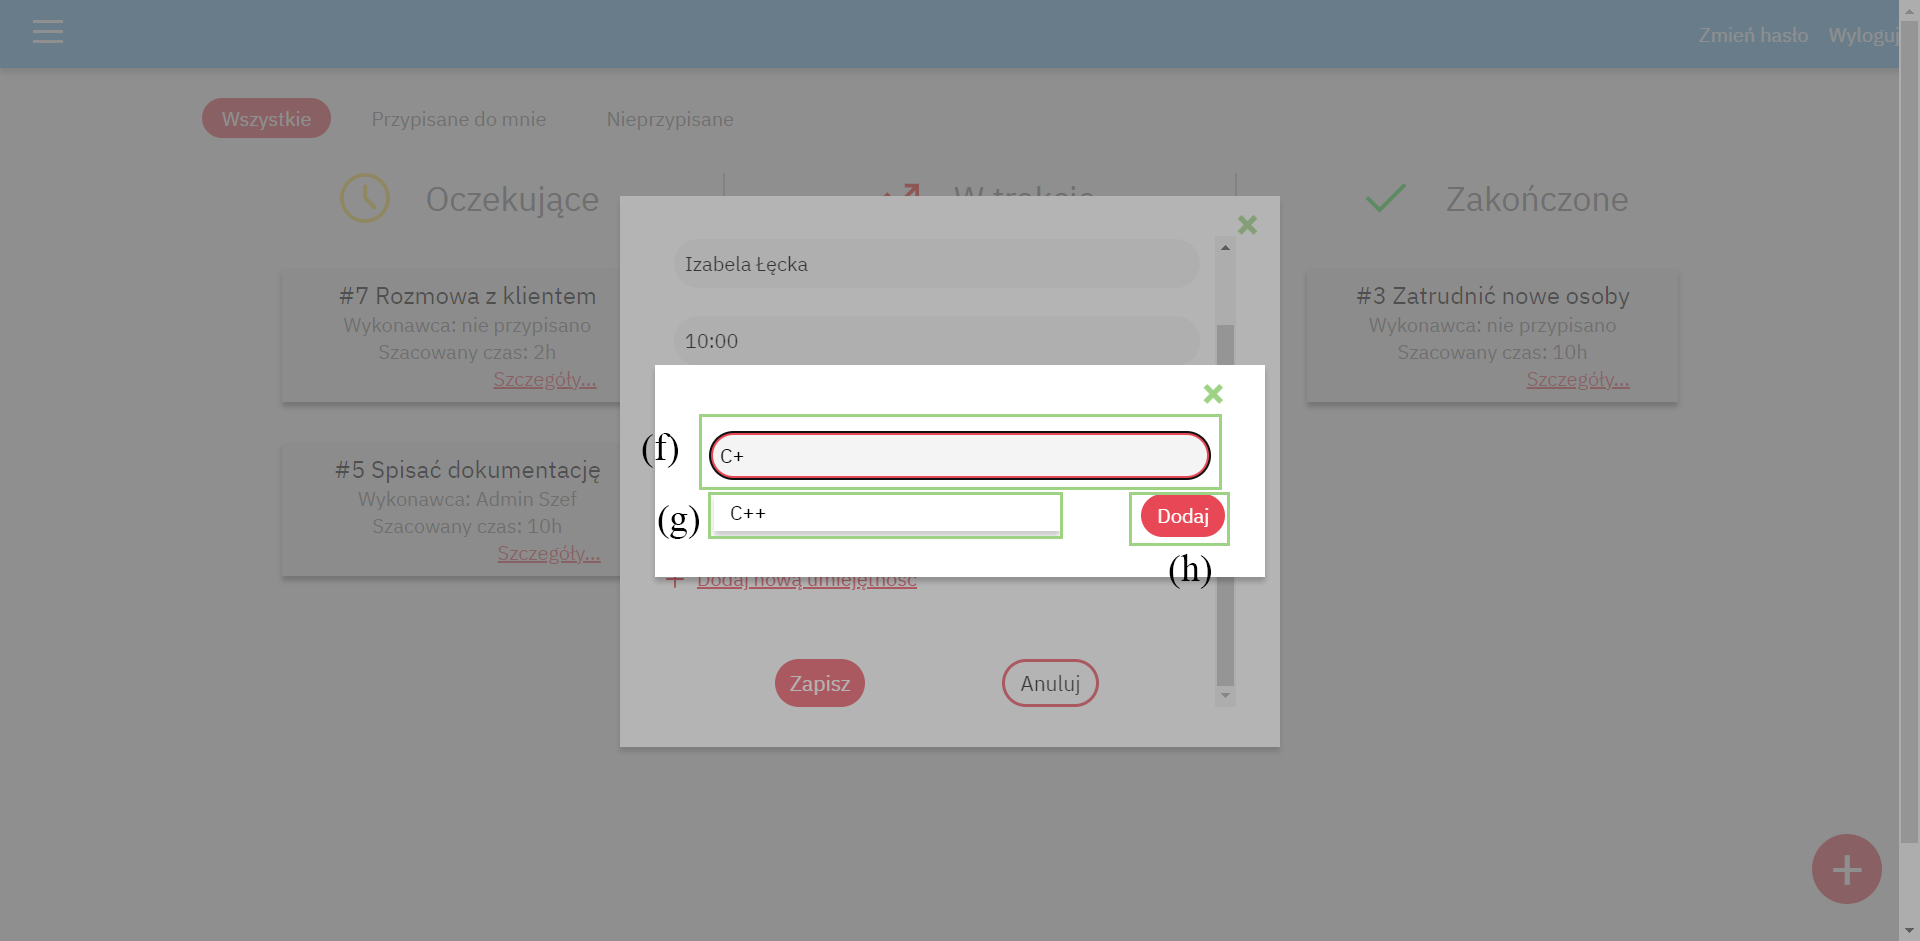 Zmień hasło Wyloguj
Wszystkie Przypisane do mnie Nieprzypisane
Oczekujące W trakcie Zakończone
#7 Rozmowa z klientem
Wykonawca: nie przypisano
Szacowany czas: 2h
Szczegóły...
#5 Spisać dokumentację
Wykonawca: Admin Szef
Szacowany czas: 10h
Szczegóły...
Izabela Łęcka
10:00
(f) C+
(g) C++
Dodaj
(h)
Dodaj nową umiejętność
Zapisz Anuluj
#3 Zatrudnić nowe osoby
Wykonawca: nie przypisano
Szacowany czas: 10h
Szczegóły...